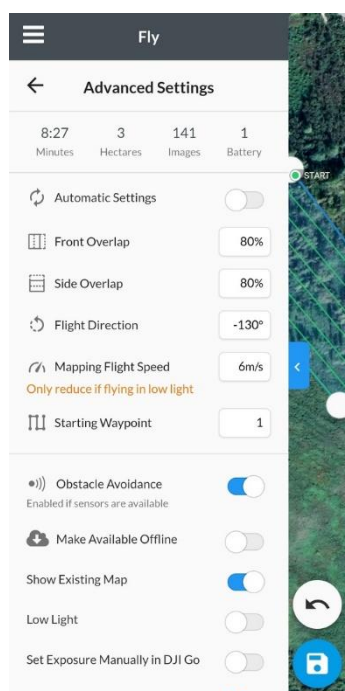 Fly
Advanced Settings
8:27 3 141 1
Minutes Hectares Images Battery
START
Automatic Settings
Front Overlap 80%
Side Overlap 80%
Flight Direction -130°
Mapping Flight Speed 6m/s
Only reduce if flying in low light
Starting Waypoint 1
Obstacle Avoidance
Enabled if sensors are available
Make Available Offline
Show Existing Map
Low Light
Set Exposure Manually in DJI Go